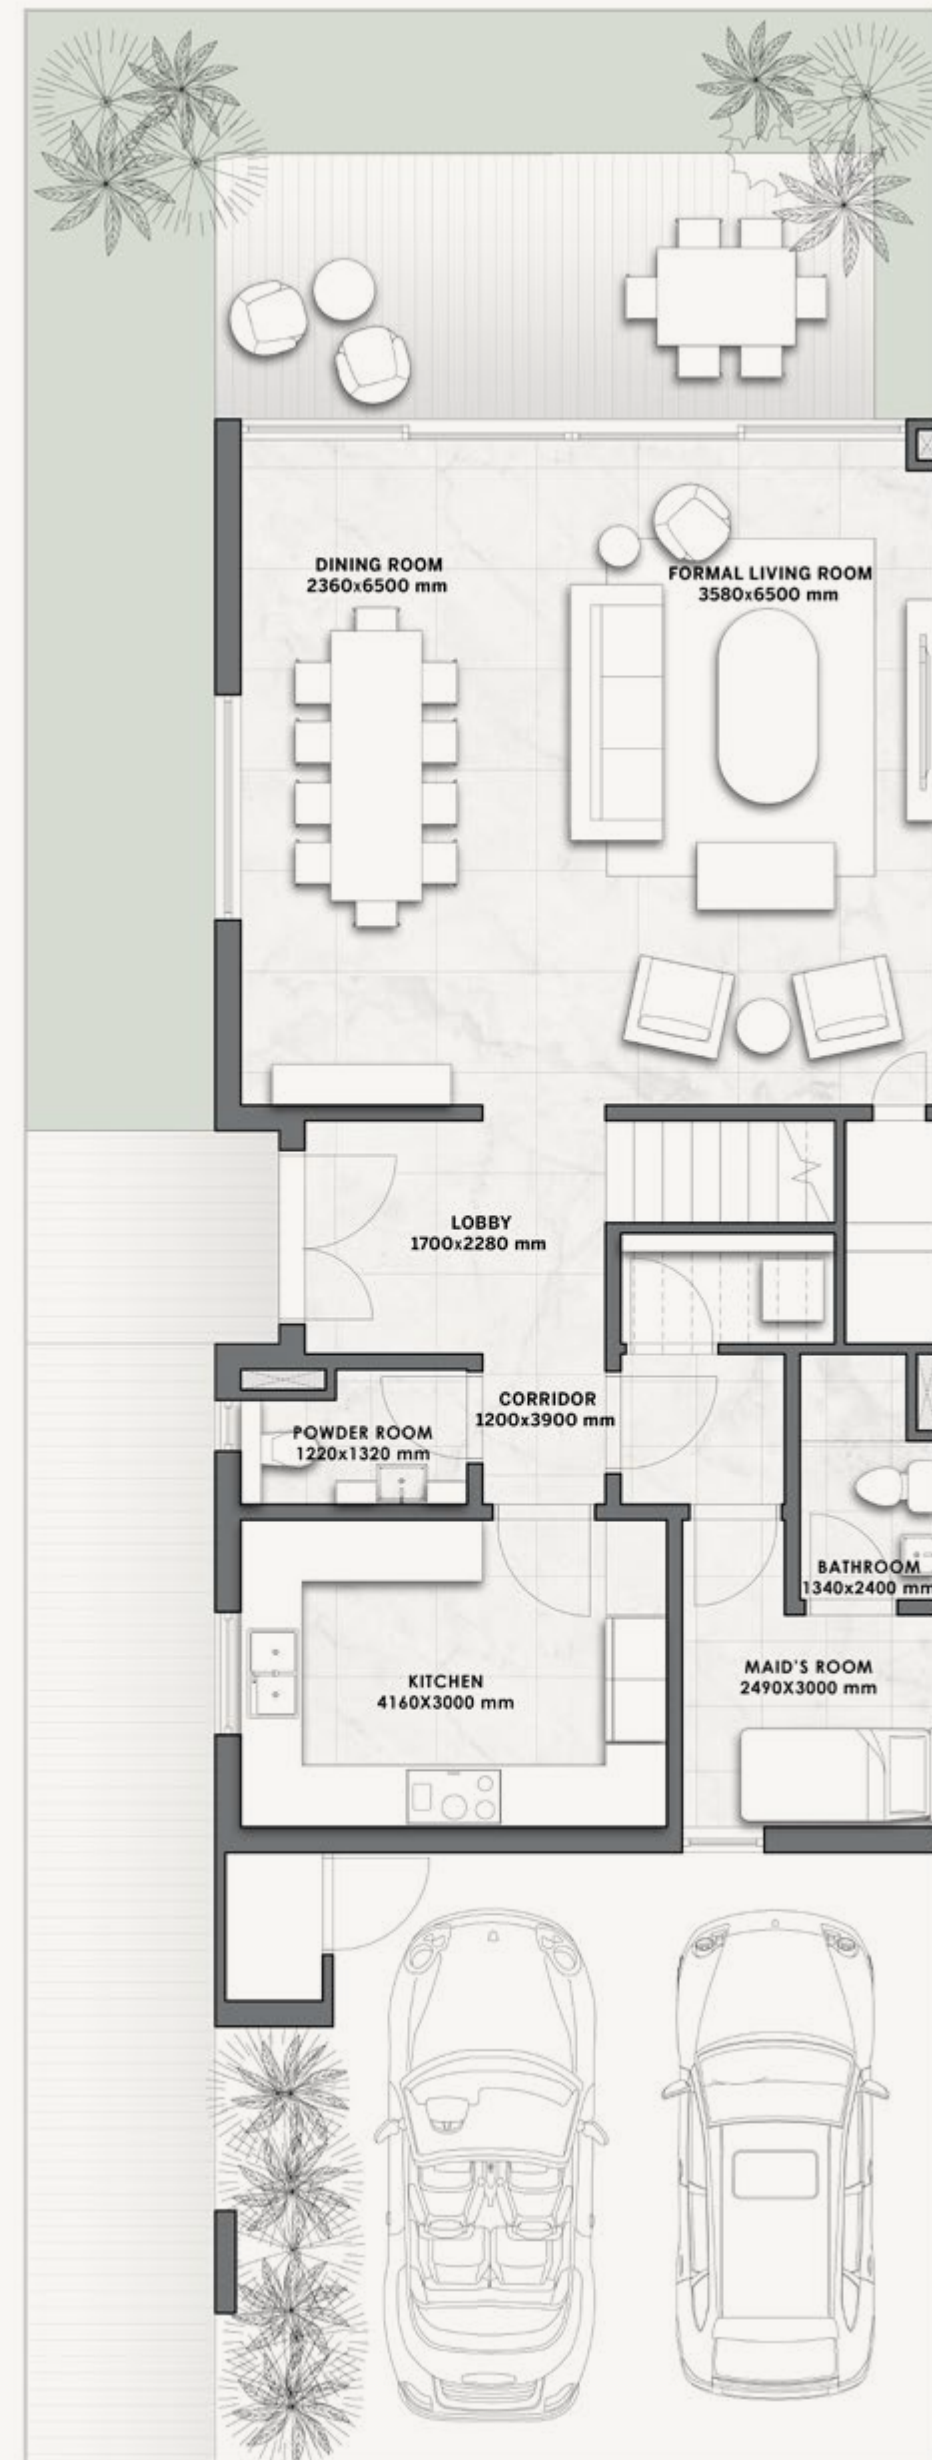 DINING ROOM
2360x6500 mm
FORMAL LIVING ROOM
3580x6500 mm
LOBBY
1700x2280 mm
CORRIDOR
1200x3900 mm
POWDER ROOM
1220x1320 mm
BATHROOM
1340x2400 mm
KITCHEN
4160X3000 mm
MAID'S ROOM
2490X3000 mm